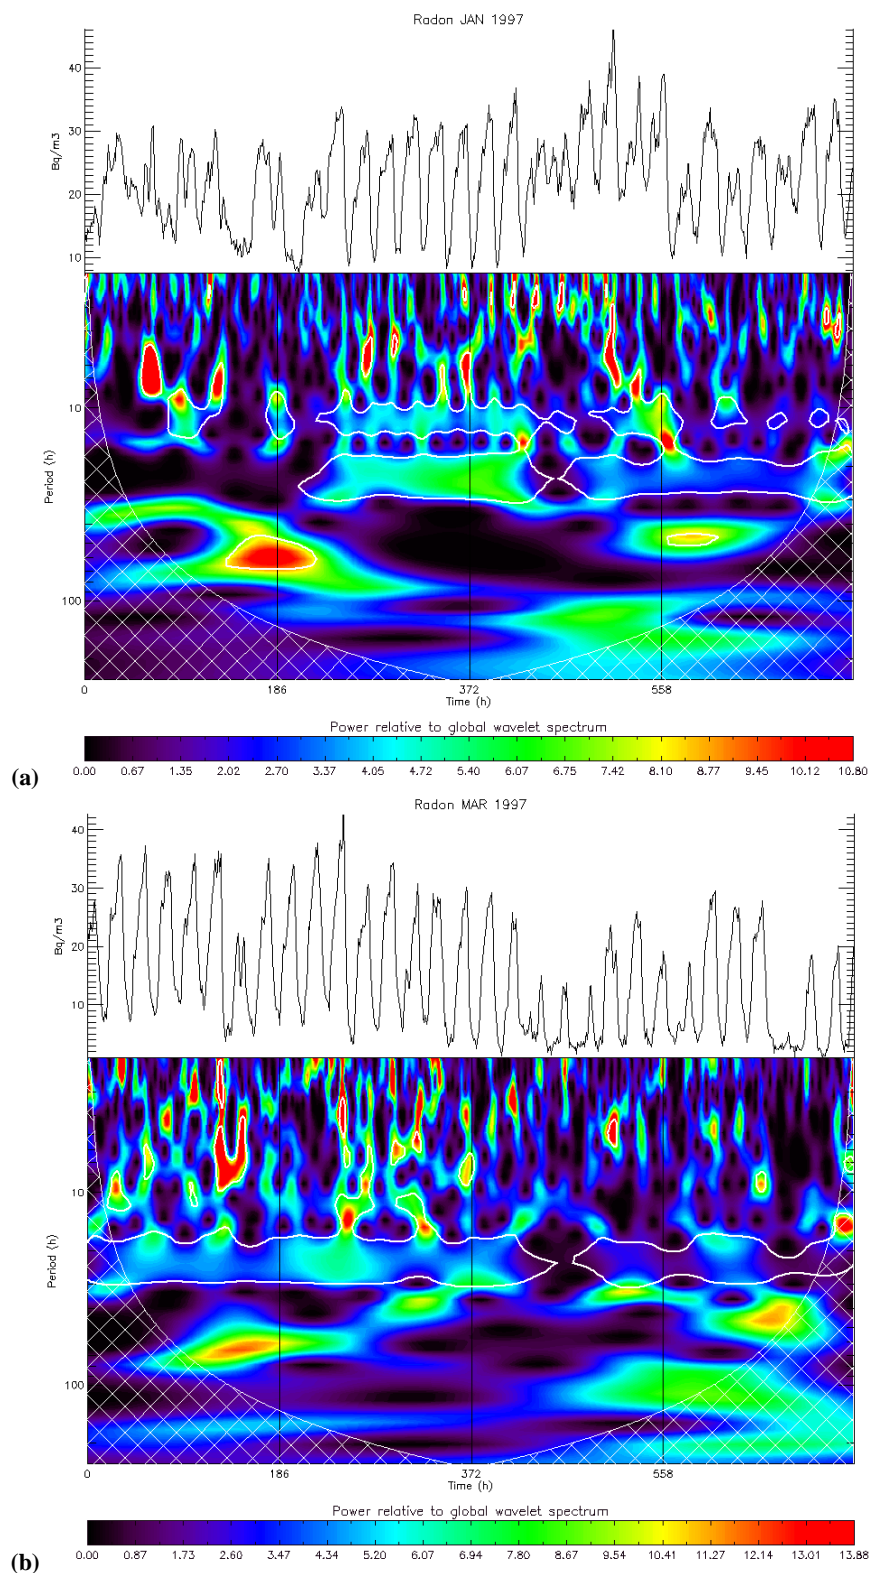 Radon JAN 1997
40
30
20
10
Bq/m3
10
100
Period (h)
0 186 372 558
Time (h)
Power relative to global wavelet spectrum
0.00 0.67 1.35 2.02 2.70 3.37 4.05 4.72 5.40 6.07 6.75 7.42 8.10 8.77 9.45 10.12 10.80
(a)
Radon MAR 1997
40
30
20
10
Bq/m3
10
100
Period (h)
0 186 372 558
Time (h)
Power relative to global wavelet spectrum
0.00 0.87 1.73 2.60 3.47 4.34 5.20 6.07 6.94 7.80 8.67 9.54 10.41 11.27 12.14 13.01 13.88
(b)